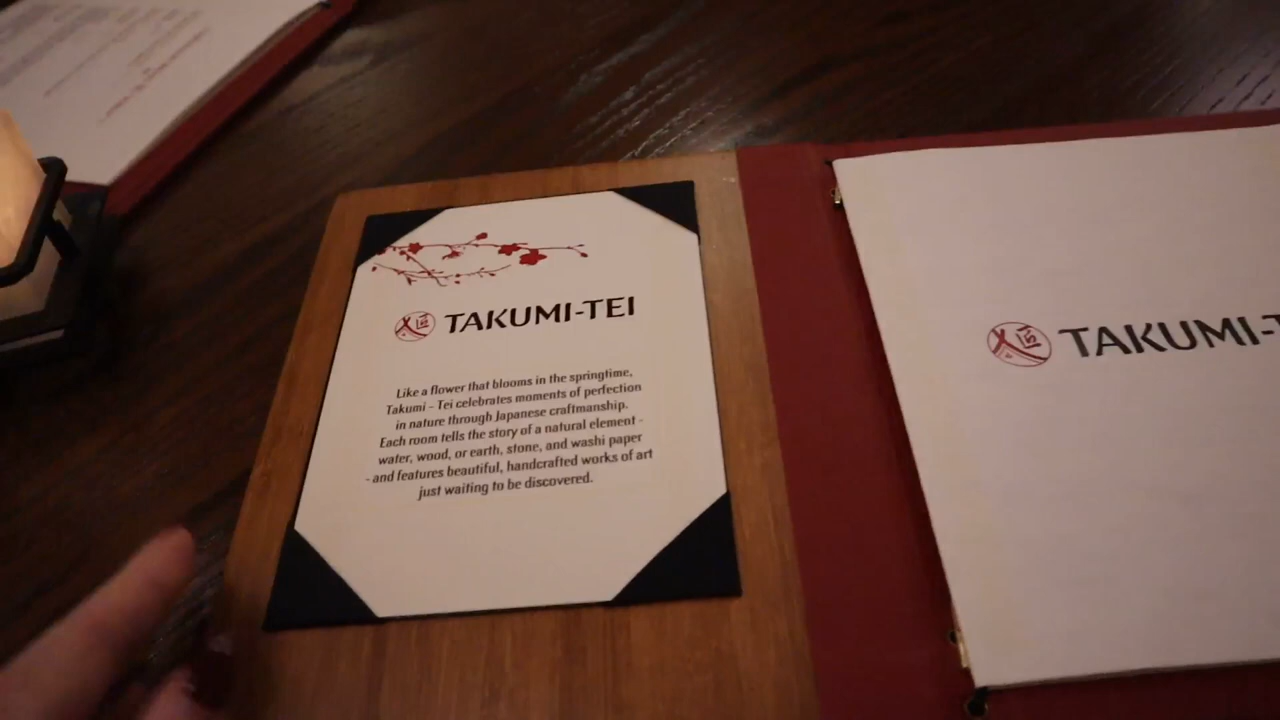 TAKUMI-TEI
Like a flower that blooms in the springtime,
Takumi - Tei celebrates moments of perfection
in nature through Japanese craftmanship.
Each room tells the story of a natural element -
water, wood, or earth, stone, and washi paper
- and features beautiful, handcrafted works of art
just waiting to be discovered.
匠
TAKUMI-T